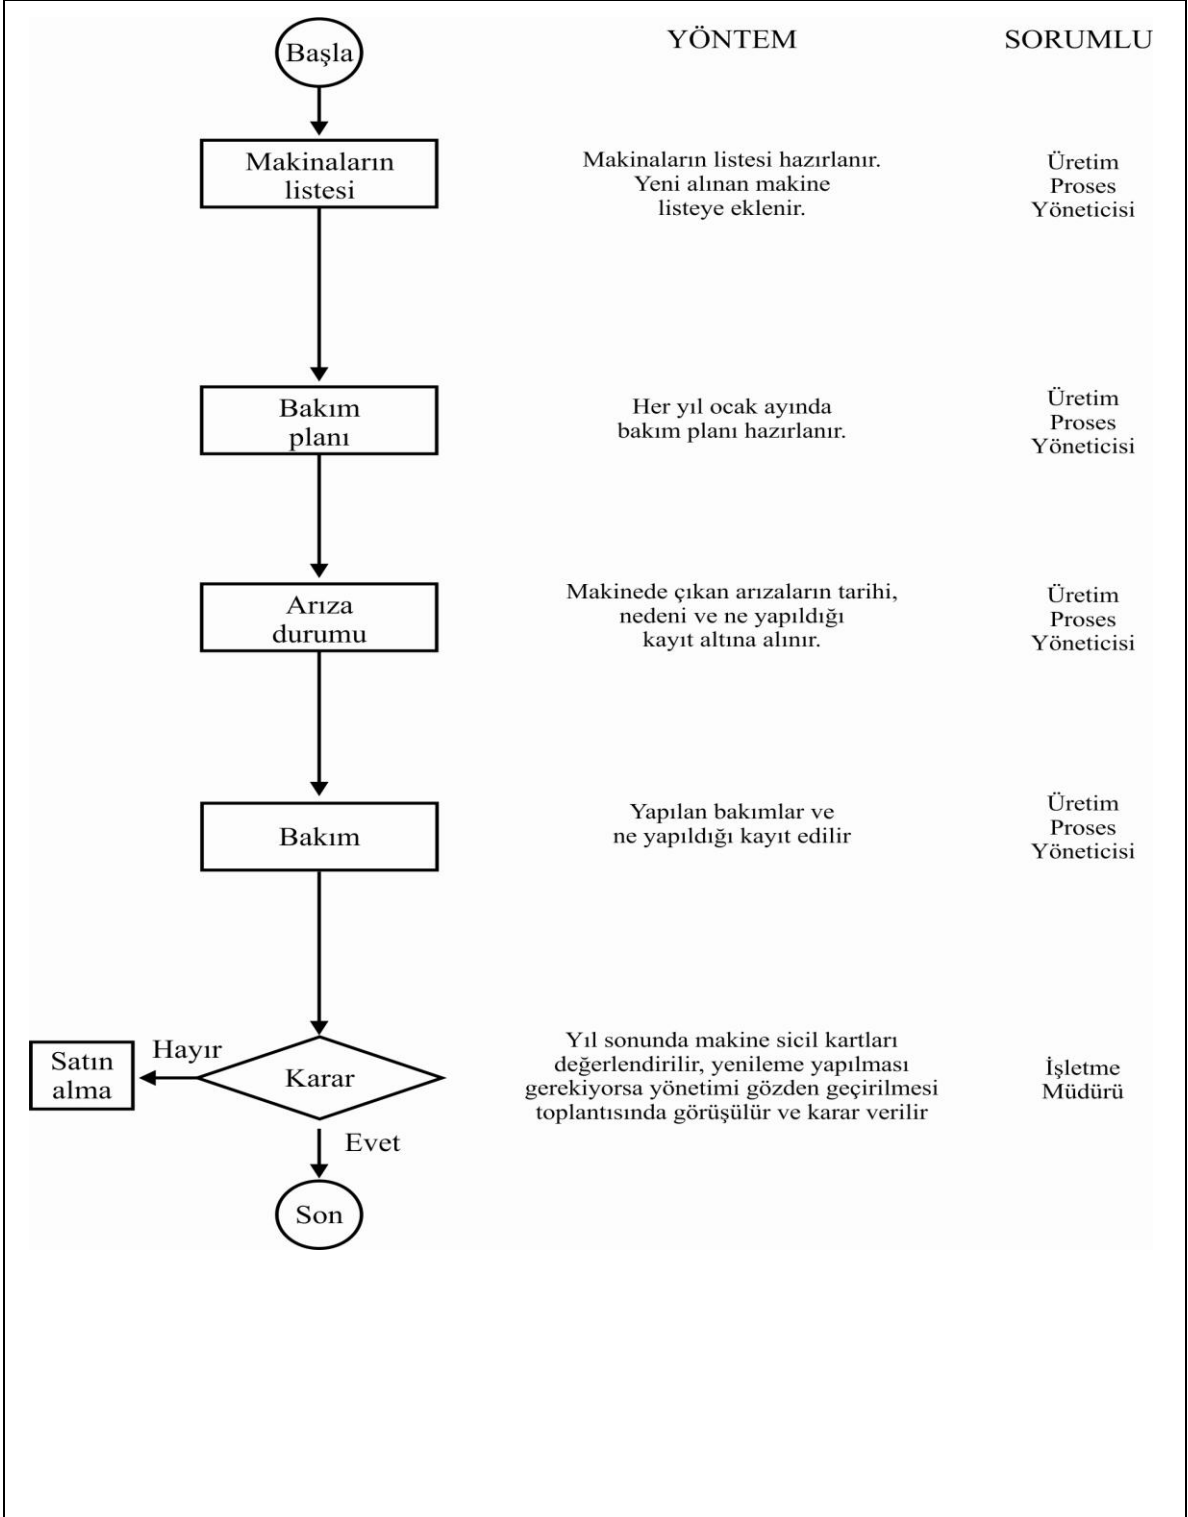 Başla
YÖNTEM
SORUMLU
Makinaların
listesi
Makinaların listesi hazırlanır.
Yeni alınan makine
listeye eklenir.
Üretim
Proses
Yöneticisi
Bakım
planı
Her yıl ocak ayında
bakım planı hazırlanır.
Üretim
Proses
Yöneticisi
Arıza
durumu
Makinede çıkan arızaların tarihi,
nedeni ve ne yapıldığı
kayıt altına alınır.
Üretim
Proses
Yöneticisi
Bakım
Yapılan bakımlar ve
ne yapıldığı kayıt edilir
Üretim
Proses
Yöneticisi
Satın
alma
Hayır
Karar
Yıl sonunda makine sicil kartları
değerlendirilir, yenileme yapılması
gerekiyorsa yönetimi gözden geçirilmesi
toplantısında görüşülür ve karar verilir
İşletme
Müdürü
Evet
Son